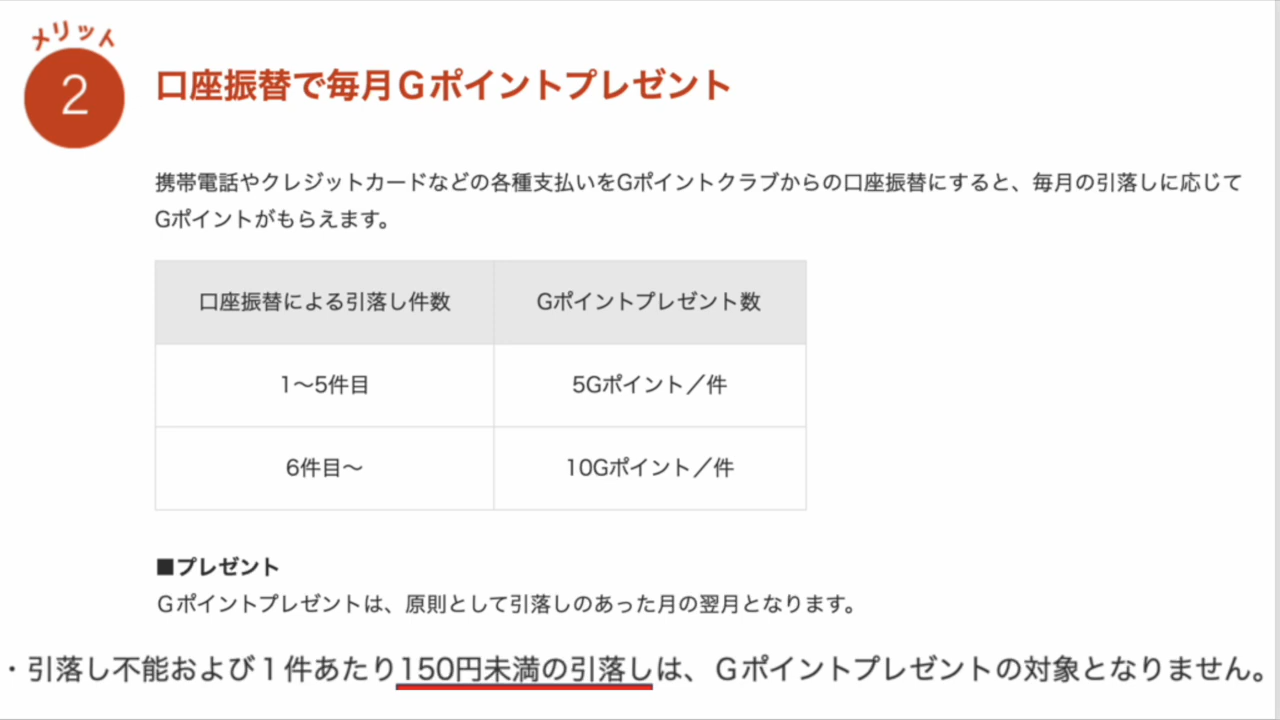 メリット
2
口座振替で毎月Gポイントプレゼント
携帯電話やクレジットカードなどの各種支払いをGポイントクラブからの口座振替にすると、毎月の引落しに応じて
Gポイントがもらえます。
口座振替による引落し件数 Gポイントプレゼント数
1〜5件目 5Gポイント／件
6件目〜 10Gポイント／件
■プレゼント
Ｇポイントプレゼントは、原則として引落しのあった月の翌月となります。
・引落し不能および１件あたり150円未満の引落しは、Ｇポイントプレゼントの対象となりません。